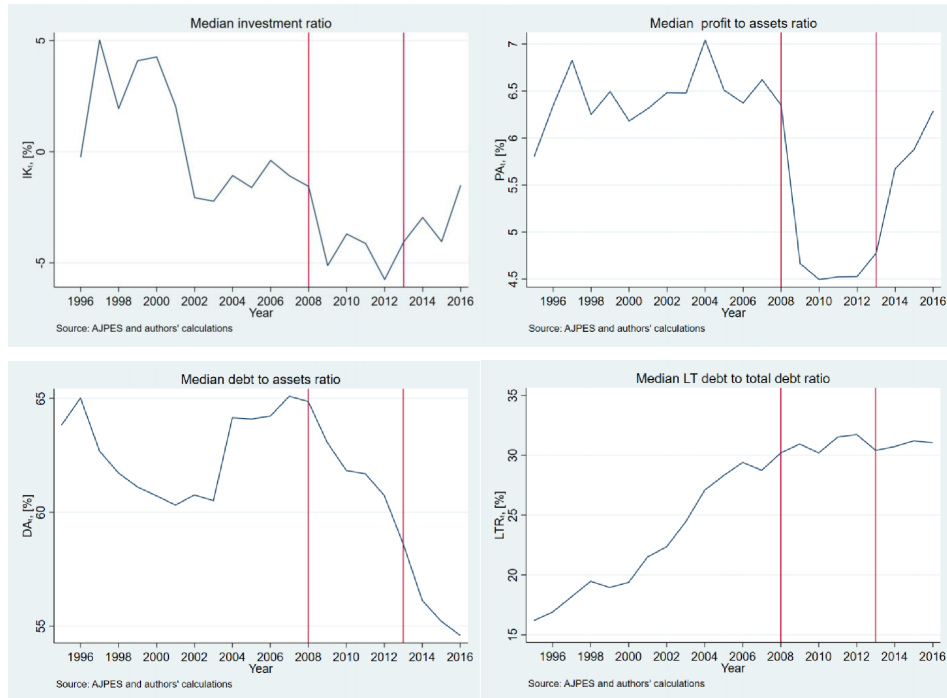 Median investment ratio
5
0
-5
IKₜ, [%]
1996 1998 2000 2002 2004 2006 2008 2010 2012 2014 2016
Year
Source: AJPES and authors' calculations
Median profit to assets ratio
7
6.5
6
5.5
5
4.5
PAₜ, [%]
1996 1998 2000 2002 2004 2006 2008 2010 2012 2014 2016
Year
Source: AJPES and authors' calculations
Median debt to assets ratio
65
60
55
DAₜ, [%]
1996 1998 2000 2002 2004 2006 2008 2010 2012 2014 2016
Year
Source: AJPES and authors' calculations
Median LT debt to total debt ratio
35
30
25
20
15
LTRₜ, [%]
1996 1998 2000 2002 2004 2006 2008 2010 2012 2014 2016
Year
Source: AJPES and authors' calculations